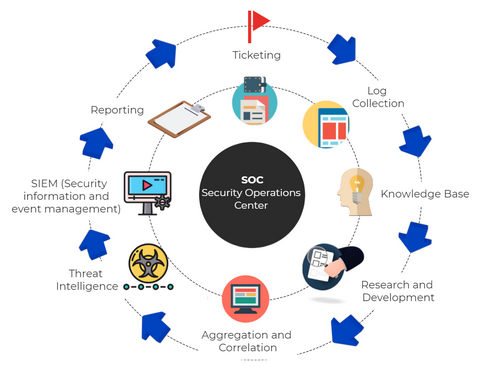 Ticketing
Log
Collection
Knowledge Base
Research and
Development
Aggregation and
Correlation
Threat
Intelligence
SIEM (Security
information and
event management)
Reporting
SOC
Security Operations
Center